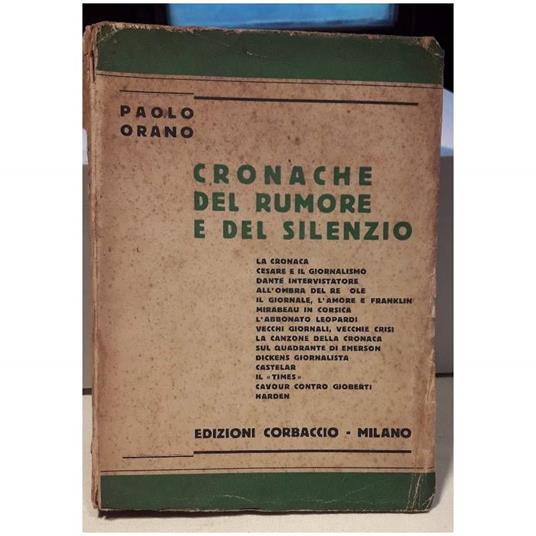 PAOLO
ORANO
CRONACHE
DEL RUMORE
E DEL SILENZIO
LA CRONACA
CESARE E IL GIORNALISMO
DANTE INTERVISTATORE
ALL'OMBRA DEL RE OLE
IL GIORNALE, L'AMORE E FRANKLIN
MIRABEAU IN CORSICA
L'ABBONATO LEOPARDI
VECCHI GIORNALI, VECCHIE CRISI
LA CANZONE DELLA CRONACA
SUL QUADRANTE DI EMERSON
DICKENS GIORNALISTA
CASTELAR
IL «TIMES»
CAVOUR CONTRO GIOBERTI
HARDEN
EDIZIONI CORBACCIO - MILANO